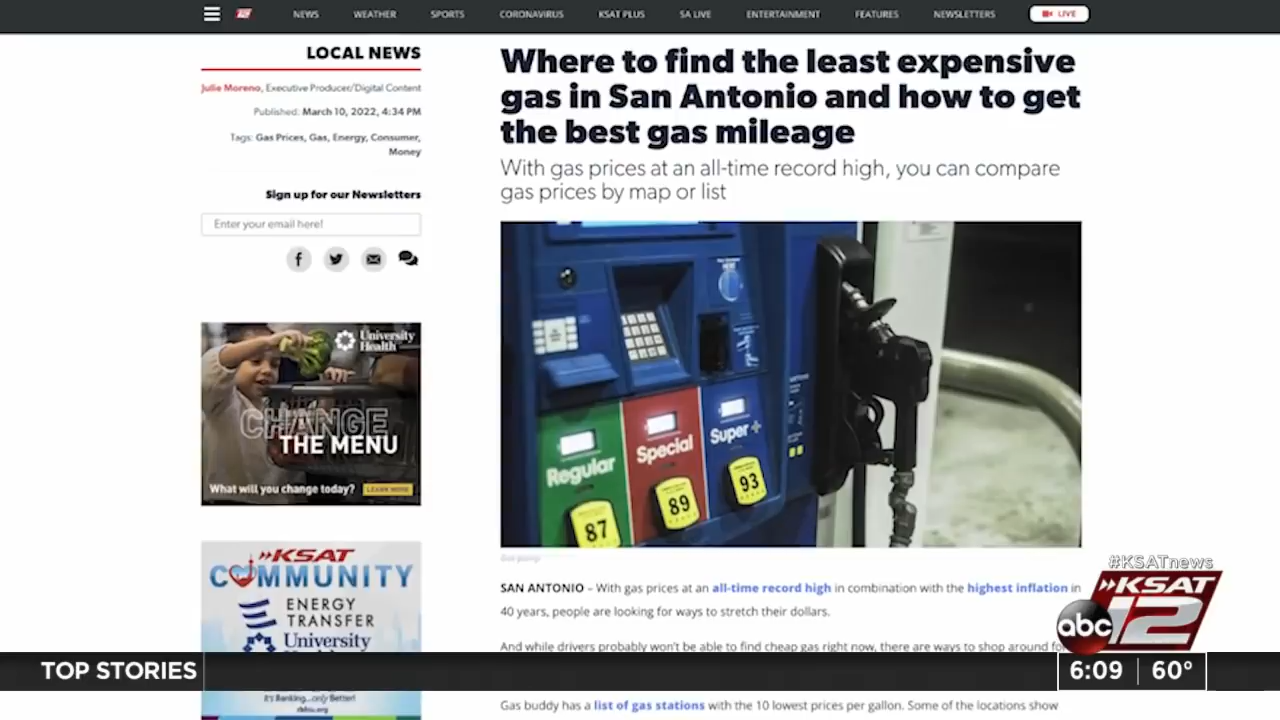 12
NEWS
WEATHER
SPORTS
CORONAVIRUS
KSAT PLUS
SA LIVE
ENTERTAINMENT
FEATURES
NEWSLETTERS
LIVE
LOCAL NEWS
Julie Moreno, Executive Producer/Digital Content
Published: March 10, 2022, 4:34 PM
Tags: Gas Prices, Gas, Energy, Consumer,
Money
Sign up for our Newsletters
Enter your email here!
University
Health
CHANGE
THE MENU
What will you change today?
LEARN MORE
»KSAT
COMMUNITY
ENERGY
TRANSFER
University
It's Banking...only Better!
rbfcu.org
Where to find the least expensive
gas in San Antonio and how to get
the best gas mileage
With gas prices at an all-time record high, you can compare
gas prices by map or list
Regular
Special
Super +
87
89
93
Gas pump
SAN ANTONIO – With gas prices at an all-time record high in combination with the highest inflation in
40 years, people are looking for ways to stretch their dollars.
And while drivers probably won't be able to find cheap gas right now, there are ways to shop around
Gas buddy has a list of gas stations with the 10 lowest prices per gallon. Some of the locations show
#KSATnews
»KSAT
abc 12
TOP STORIES
6:09
60°